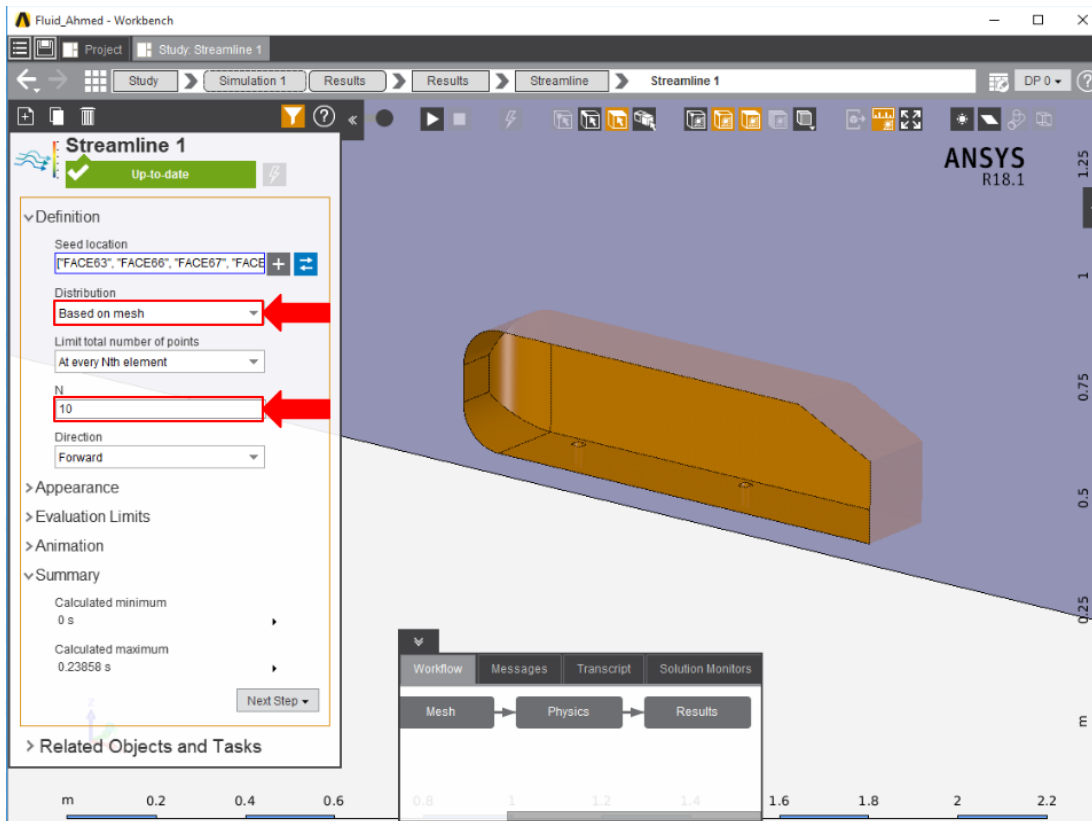 Fluid_Ahmed - Workbench
Project
Study: Streamline 1
Study
Simulation 1
Results
Results
Streamline
Streamline 1
DP 0
Streamline 1
Up-to-date
Definition
Seed location
["FACE63", "FACE66", "FACE67", "FACE
Distribution
Based on mesh
Limit total number of points
At every Nth element
N
10
Direction
Forward
Appearance
Evaluation Limits
Animation
Summary
Calculated minimum
0 s
Calculated maximum
0.23858 s
Next Step
Related Objects and Tasks
ANSYS
R18.1
1.25
1
0.75
0.5
0.25
m
Workflow
Messages
Transcript
Solution Monitors
Mesh
Physics
Results
z
m
0.2
0.4
0.6
0.8
1
1.2
1.4
1.6
1.8
2
2.2